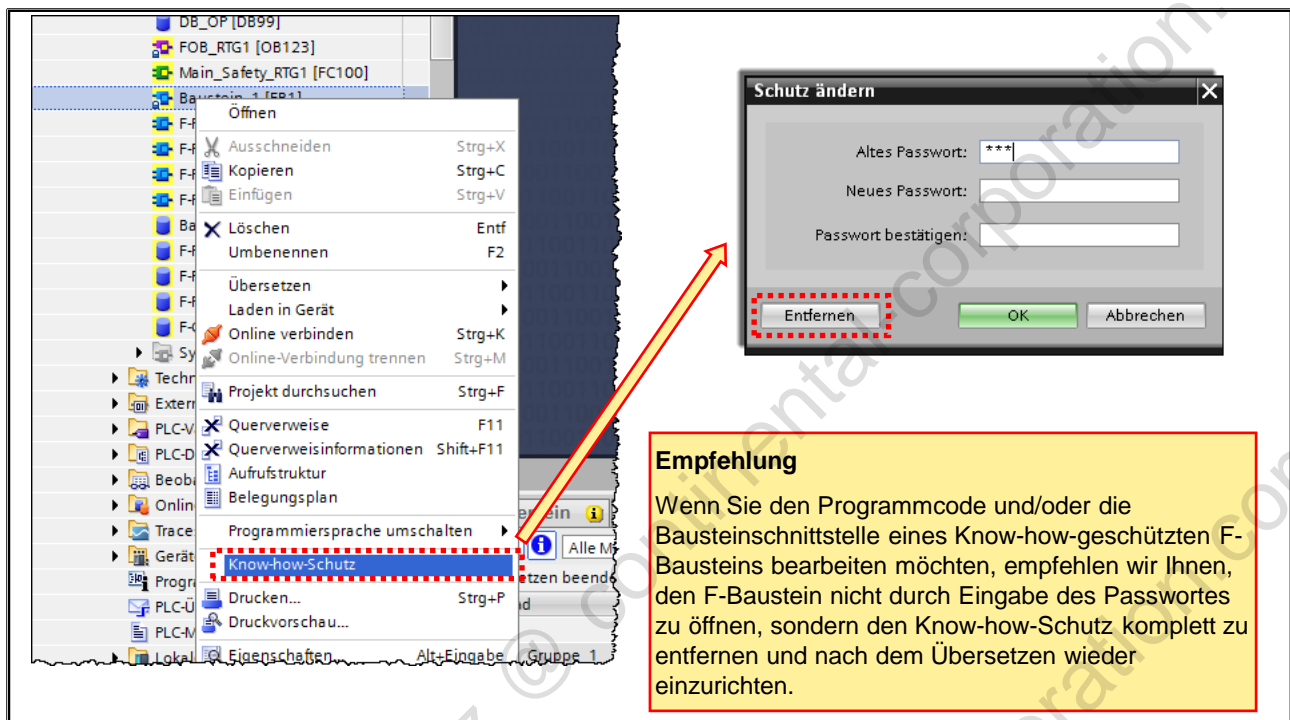 DB_OP [DB99]
FOB_RTG1 [OB123]
Main_Safety_RTG1 [FC100]
Baustein_1 [FB1]
Öffnen
Ausschneiden Strg+X
Kopieren Strg+C
Einfügen Strg+V
Löschen Entf
Umbenennen F2
Übersetzen
Laden in Gerät
Online verbinden Strg+K
Online-Verbindung trennen Strg+M
Projekt durchsuchen Strg+F
Querverweise F11
Querverweisinformationen Shift+F11
Aufrufstruktur
Belegungsplan
Programmiersprache umschalten
Know-how-Schutz
Drucken... Strg+P
Druckvorschau...
Eigenschaften... Alt+Eingabe
Gruppe_1
Schutz ändern
Altes Passwort: ***
Neues Passwort:
Passwort bestätigen:
Entfernen OK Abbrechen
Empfehlung
Wenn Sie den Programmcode und/oder die
Bausteinschnittstelle eines Know-how-geschützten F-
Bausteins bearbeiten möchten, empfehlen wir Ihnen,
den F-Baustein nicht durch Eingabe des Passwortes
zu öffnen, sondern den Know-how-Schutz komplett zu
entfernen und nach dem Übersetzen wieder
einzurichten.
@ continental-corporation.